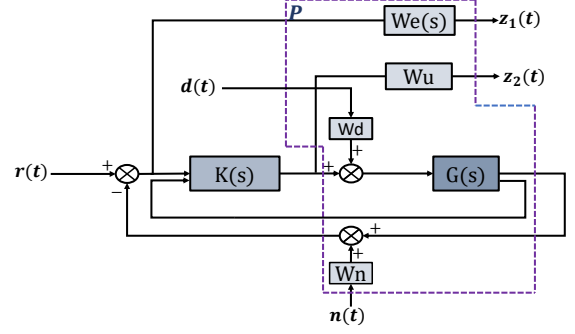 P
We(s)
z₁(t)
Wu
z₂(t)
d(t)
Wd
+
r(t)
+
K(s)
+
G(s)
−
+
+
Wn
n(t)